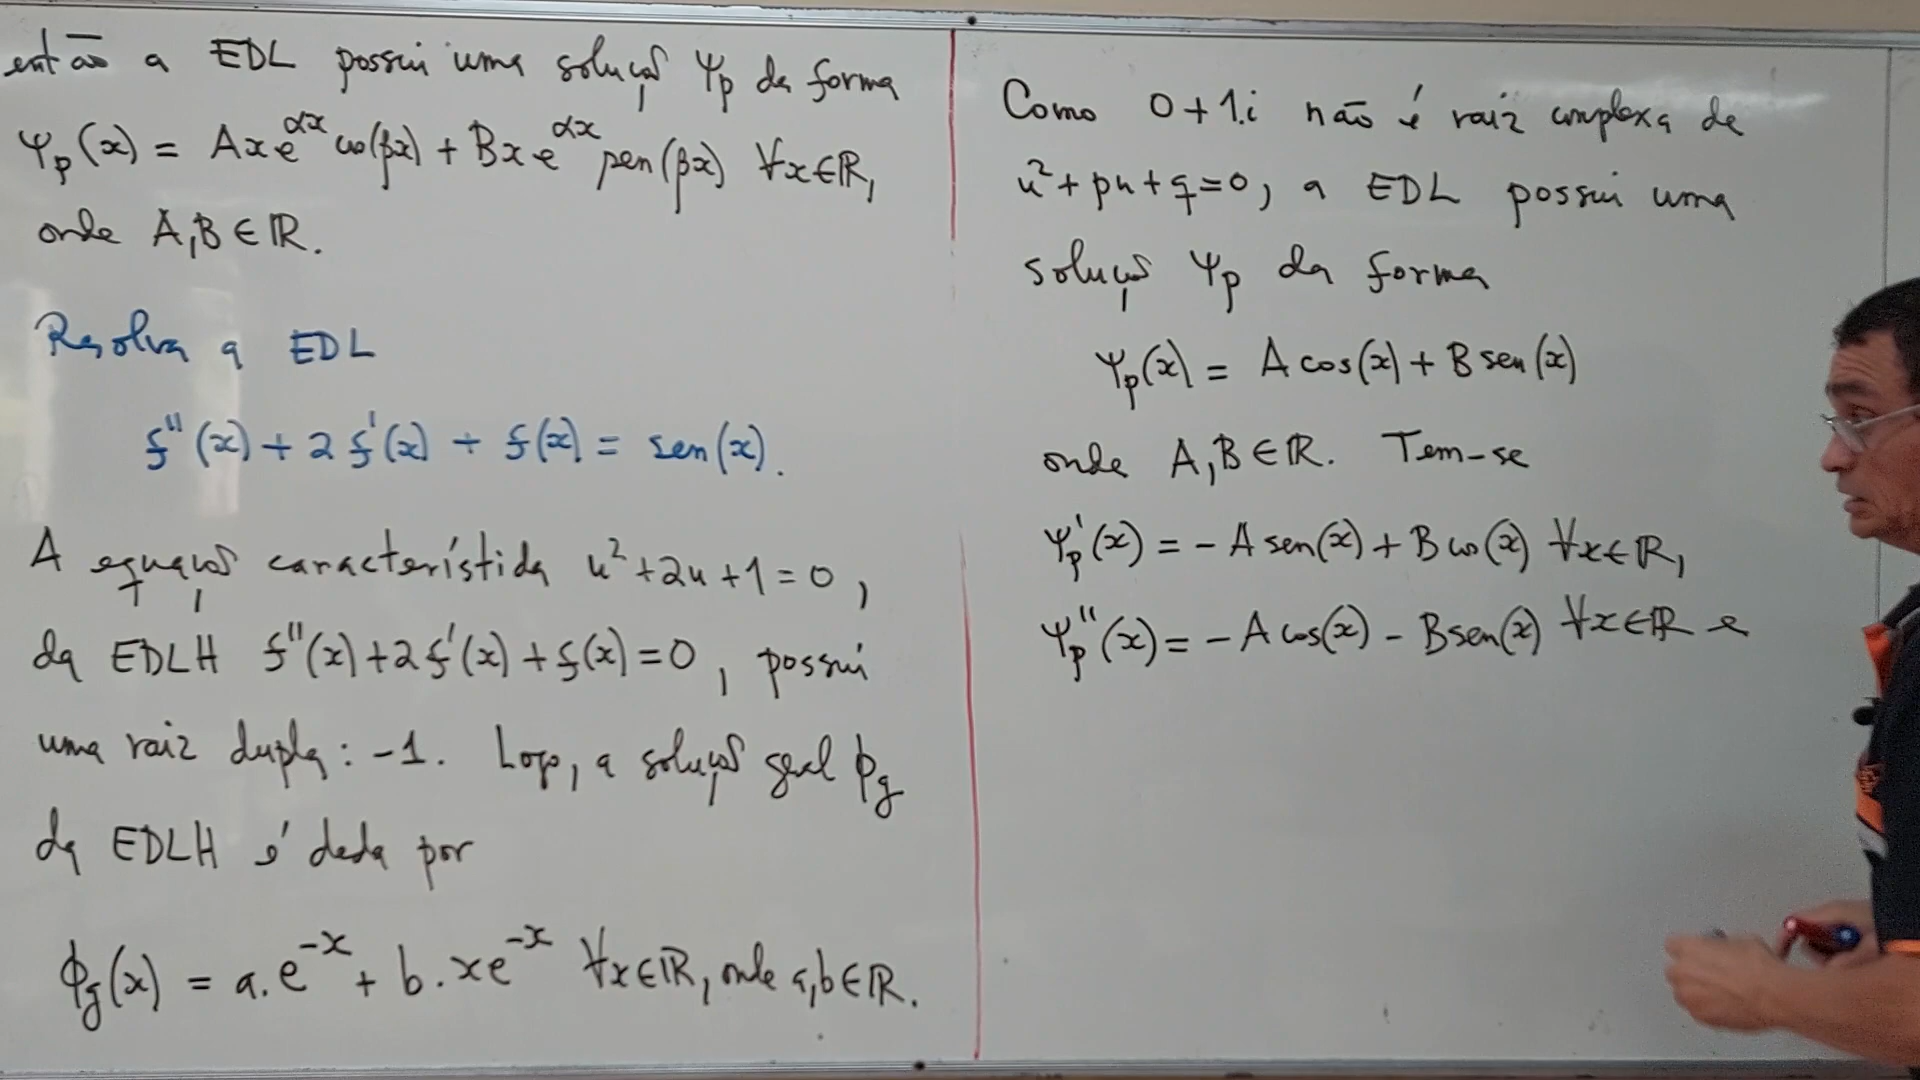 então a EDL possui uma solução Ψp da forma
Ψp(x) = Axe^αx cos(βx) + Bxe^αx sen(βx) ∀x∈ℝ,
onde A,B ∈ ℝ.
Resolva a EDL
f''(x) + 2f'(x) + f(x) = sen(x).
A equação característida u²+2u+1=0,
da EDLH f''(x)+2f'(x)+f(x)=0, possui
uma raiz dupla: -1. Logo, a solução geral ϕg
da EDLH é dada por
ϕg(x) = a.e^-x + b.xe^-x ∀x∈ℝ, onde a,b∈ℝ.
Como 0+1.i não é raiz complexa de
u²+pu+q=0, a EDL possui uma
solução Ψp da forma
Ψp(x) = A cos(x) + B sen(x)
onde A,B∈ℝ. Tem-se
Ψp'(x) = -A sen(x) + B cos(x) ∀x∈ℝ,
Ψp''(x) = -A cos(x) - B sen(x) ∀x∈ℝ e